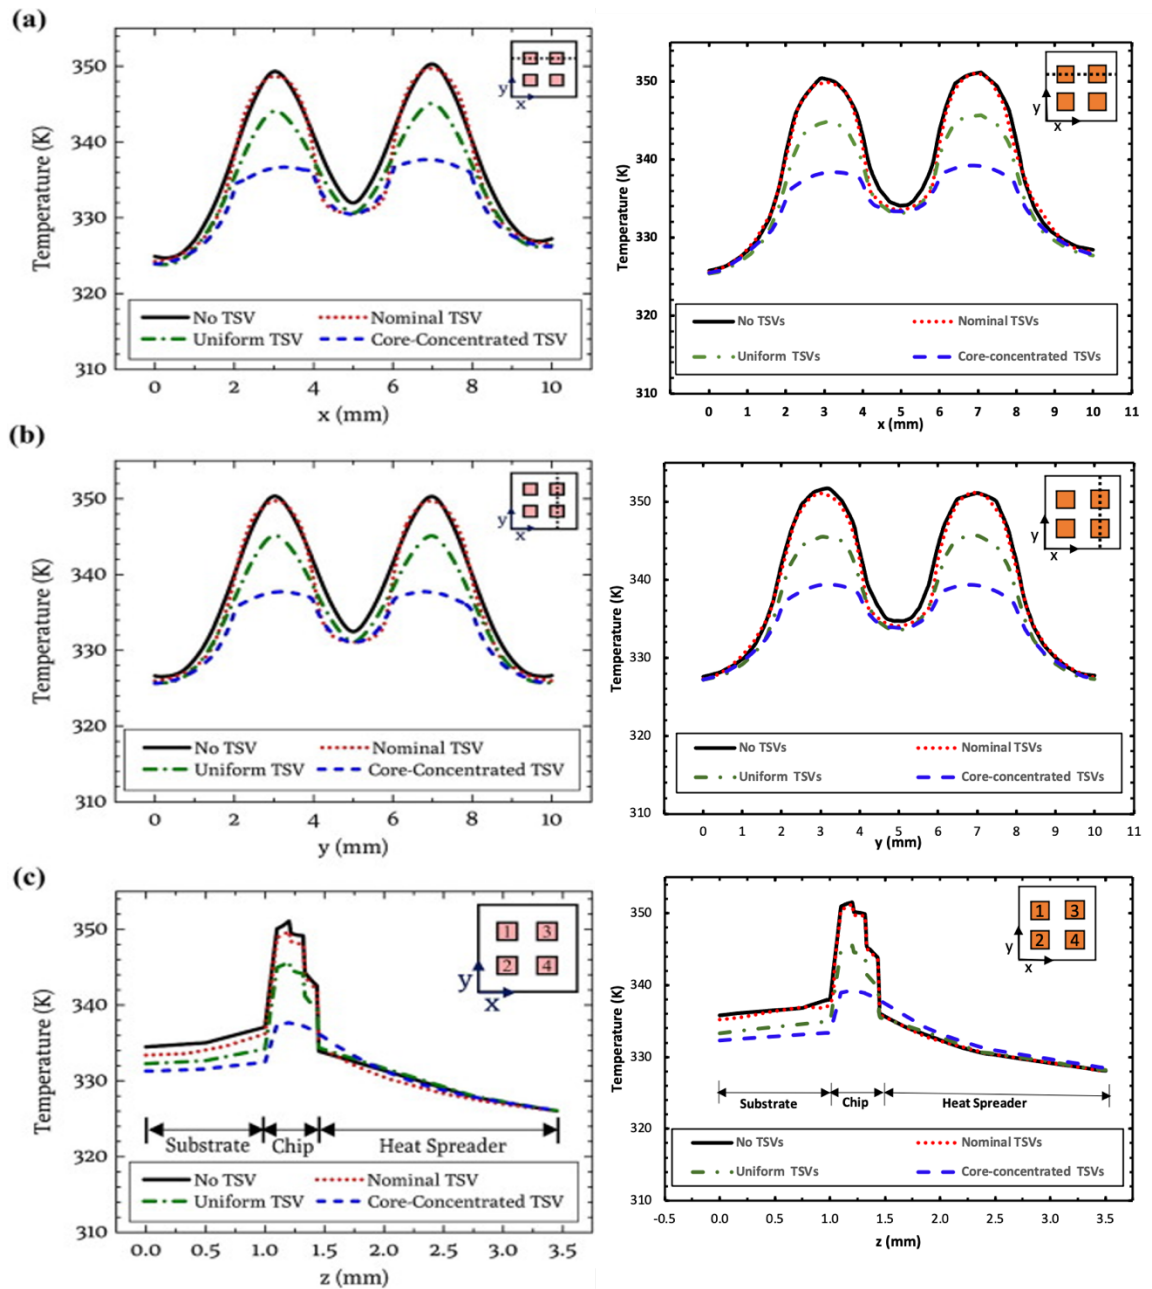 (a)
Temperature (K)
350
340
330
320
310
y
x
No TSV
Nominal TSV
Uniform TSV
Core-Concentrated TSV
0 2 4 6 8 10
x (mm)
Temperature (K)
350
340
330
320
310
y
x
No TSVs
Nominal TSVs
Uniform TSVs
Core-concentrated TSVs
0 1 2 3 4 5 6 7 8 9 10 11
x (mm)
(b)
Temperature (K)
350
340
330
320
310
y
x
No TSV
Nominal TSV
Uniform TSV
Core-Concentrated TSV
0 2 4 6 8 10
y (mm)
Temperature (K)
350
340
330
320
310
y
x
No TSVs
Nominal TSVs
Uniform TSVs
Core-concentrated TSVs
0 1 2 3 4 5 6 7 8 9 10 11
y (mm)
(c)
Temperature (K)
350
340
330
320
310
1 3
2 4
y
x
Substrate Chip Heat Spreader
No TSV
Nominal TSV
Uniform TSV
Core-Concentrated TSV
0.0 0.5 1.0 1.5 2.0 2.5 3.0 3.5
z (mm)
Temperature (K)
350
340
330
320
310
1 3
2 4
y
x
Substrate Chip Heat Spreader
No TSVs
Nominal TSVs
Uniform TSVs
Core-concentrated TSVs
-0.5 0.0 0.5 1.0 1.5 2.0 2.5 3.0 3.5
z (mm)